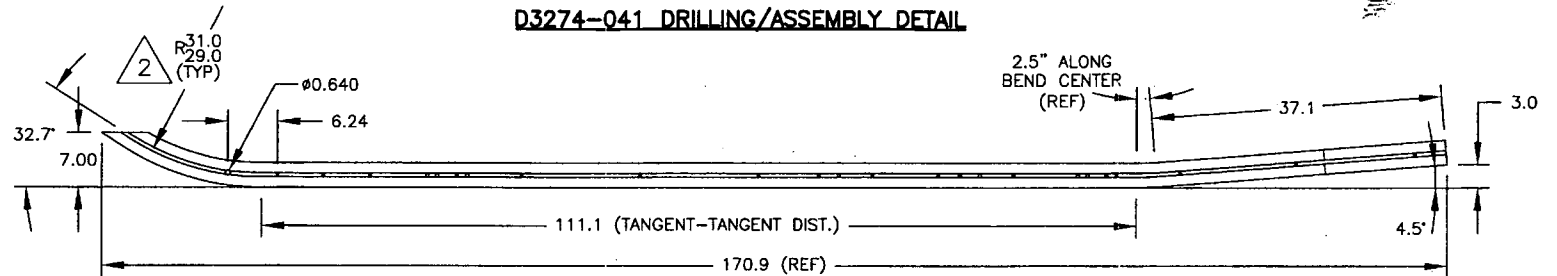 D3274-041 DRILLING/ASSEMBLY DETAIL
2
R31.0
29.0
(TYP)
ø0.640
6.24
2.5" ALONG
BEND CENTER
(REF)
37.1
3.0
32.7°
7.00
111.1 (TANGENT-TANGENT DIST.)
4.5°
170.9 (REF)